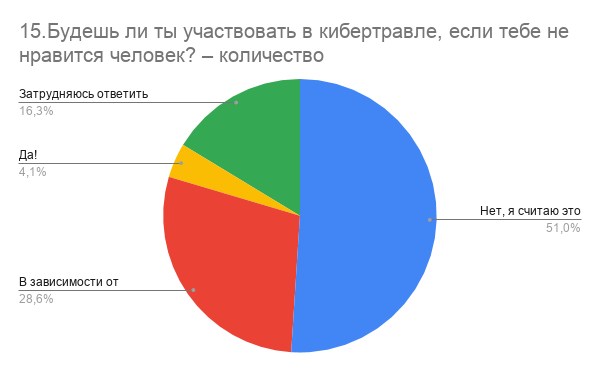 15.Будешь ли ты участвовать в кибертравле, если тебе не
нравится человек? – количество
Затрудняюсь ответить
16,3%
Да!
4,1%
Нет, я считаю это
51,0%
В зависимости от
28,6%